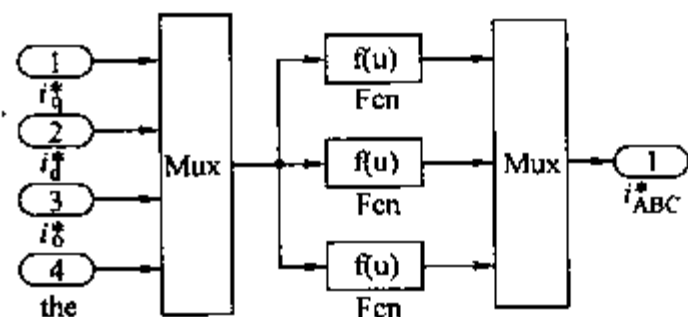 1
i*q
2
i*d
3
i*0
4
the
Mux
f(u)
Fcn
f(u)
Fcn
f(u)
Fcn
Mux
1
i*ABC